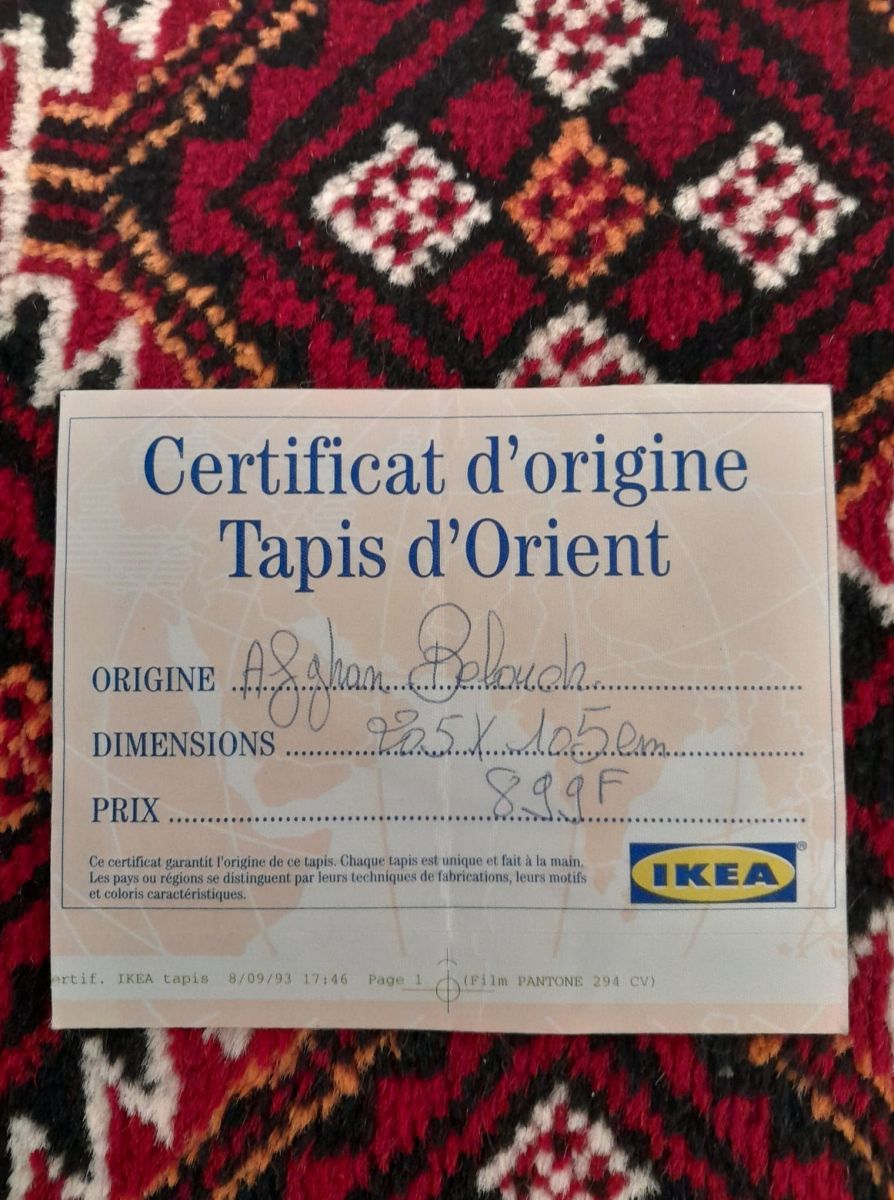 Certificat d'origine
Tapis d'Orient
ORIGINE Afghan Belouch.
DIMENSIONS 205 X 105 cm
PRIX 899F
Ce certificat garantit l'origine de ce tapis. Chaque tapis est unique et fait à la main.
Les pays ou régions se distinguent par leurs techniques de fabrications, leurs motifs
et coloris caractéristiques.
IKEA®
ertif. IKEA tapis 8/09/93 17:46 Page 1 (Film PANTONE 294 CV)